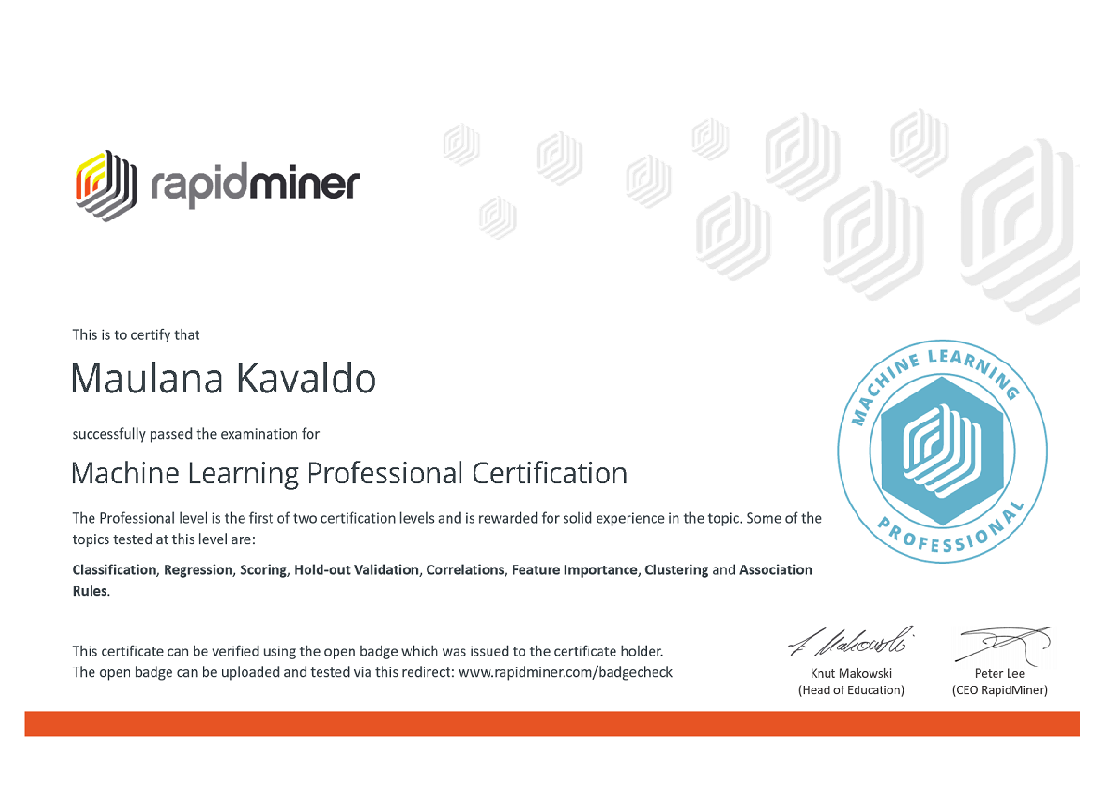 rapidminer
This is to certify that
Maulana Kavaldo
successfully passed the examination for
Machine Learning Professional Certification
The Professional level is the first of two certification levels and is rewarded for solid experience in the topic. Some of the
topics tested at this level are:
Classification, Regression, Scoring, Hold-out Validation, Correlations, Feature Importance, Clustering and Association
Rules.
MACHINE LEARNING
PROFESSIONAL
This certificate can be verified using the open badge which was issued to the certificate holder.
The open badge can be uploaded and tested via this redirect: www.rapidminer.com/badgecheck
Knut Makowski
(Head of Education)
Peter Lee
(CEO RapidMiner)